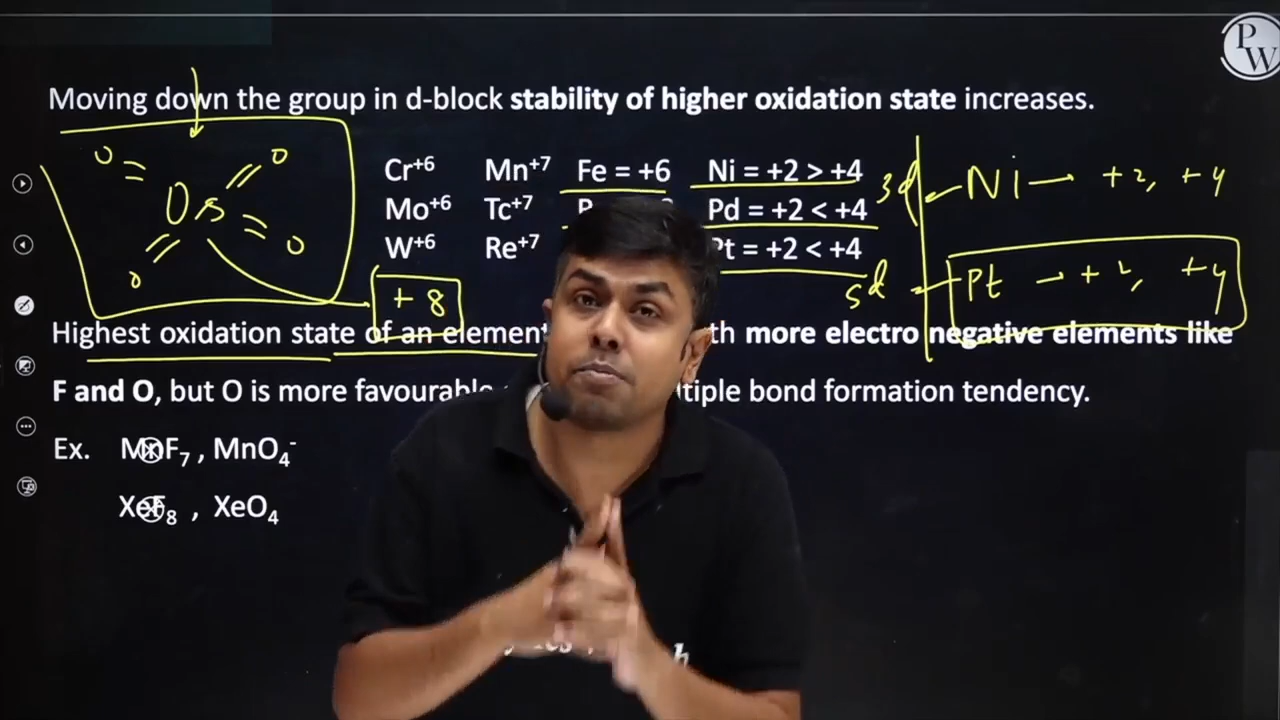 P
W
Moving down the group in d-block stability of higher oxidation state increases.
O = Os = O = O = O
Cr+6 Mn+7 Fe = +6 Ni = +2 > +4 3d Ni → +2, +4
Mo+6 Tc+7 Pd = +2 < +4
W+6 Re+7 Pt = +2 < +4 5d Pt → +2, +4
+8
Highest oxidation state of an element more electro negative elements like
F and O, but O is more favourable bond formation tendency.
Ex. MnF7 , MnO4-
XeF8 , XeO4